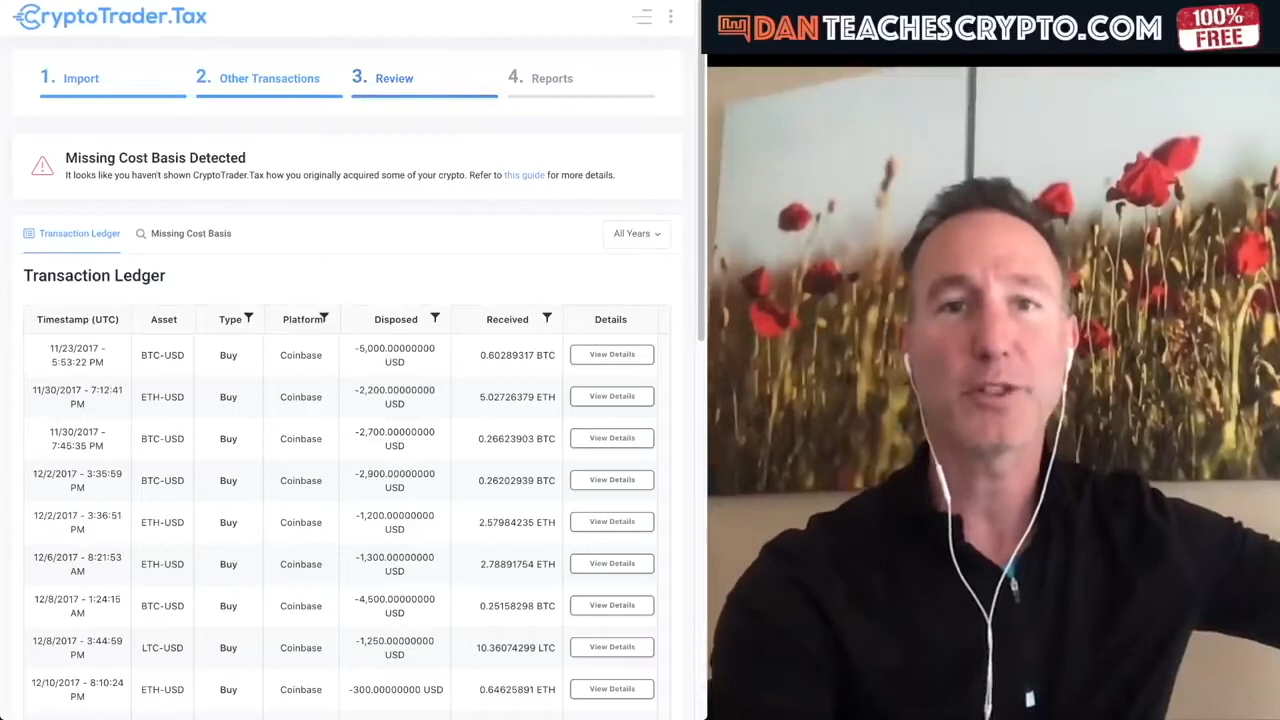 CryptoTrader.Tax
1. Import
2. Other Transactions
3. Review
4. Reports
Missing Cost Basis Detected
It looks like you haven't shown CryptoTrader.Tax how you originally acquired some of your crypto. Refer to this guide for more details.
Transaction Ledger
Missing Cost Basis
All Years
Transaction Ledger
Timestamp (UTC) Asset Type Platform Disposed Received Details
11/23/2017 - 5:53:22 PM BTC-USD Buy Coinbase -5,000.00000000 USD 0.60289317 BTC View Details
11/30/2017 - 7:12:41 PM ETH-USD Buy Coinbase -2,200.00000000 USD 5.02726379 ETH View Details
11/30/2017 - 7:45:35 PM BTC-USD Buy Coinbase -2,700.00000000 USD 0.26623903 BTC View Details
12/2/2017 - 3:35:59 PM BTC-USD Buy Coinbase -2,900.00000000 USD 0.26202939 BTC View Details
12/2/2017 - 3:36:51 PM ETH-USD Buy Coinbase -1,200.00000000 USD 2.57984235 ETH View Details
12/6/2017 - 8:21:53 AM ETH-USD Buy Coinbase -1,300.00000000 USD 2.78891754 ETH View Details
12/8/2017 - 1:24:15 AM BTC-USD Buy Coinbase -4,500.00000000 USD 0.25158298 BTC View Details
12/8/2017 - 3:44:59 PM LTC-USD Buy Coinbase -1,250.00000000 USD 10.36074299 LTC View Details
12/10/2017 - 8:10:24 PM ETH-USD Buy Coinbase -300.00000000 USD 0.64625891 ETH View Details
DANTEACHESCRYPTO.COM
100% FREE